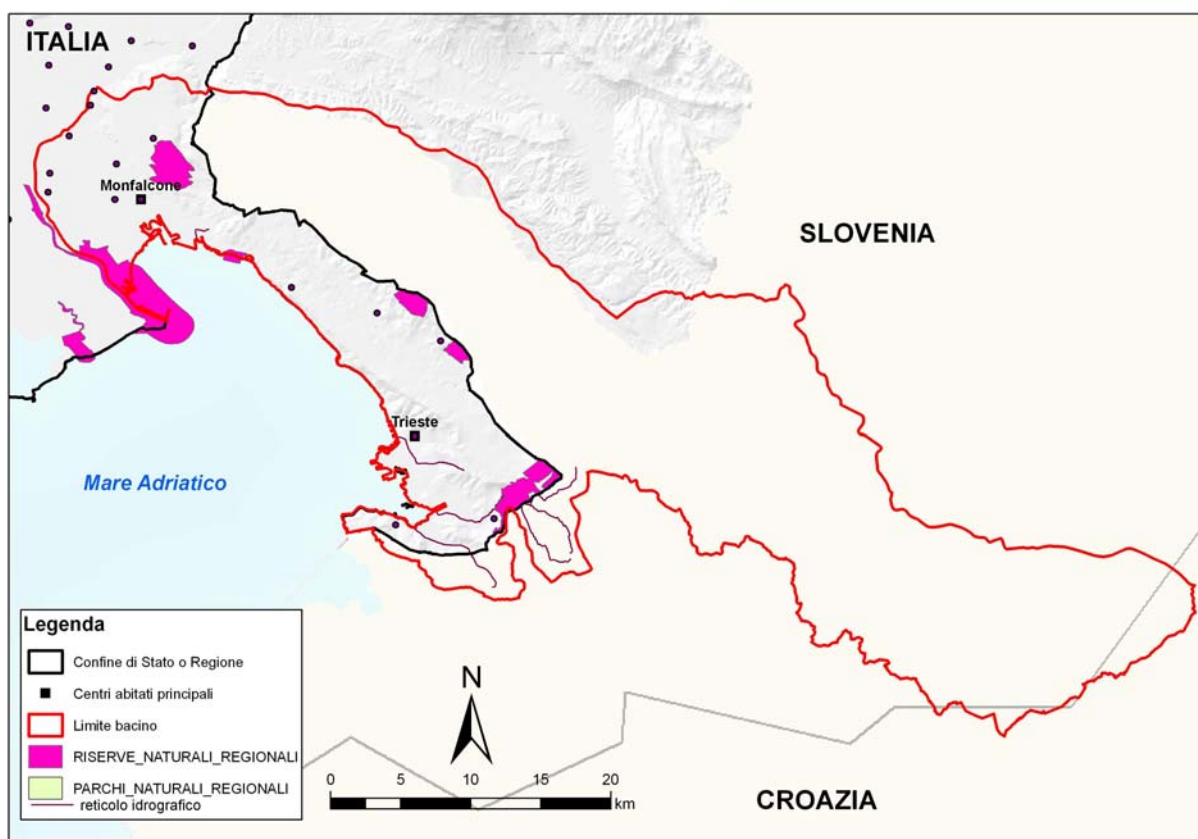 ITALIA
Monfalcone
SLOVENIA
Trieste
Mare Adriatico
Legenda
Confine di Stato o Regione
Centri abitati principali
Limite bacino
RISERVE_NATURALI_REGIONALI
PARCHI_NATURALI_REGIONALI
reticolo idrografico
N
0 5 10 15 20
km
CROAZIA